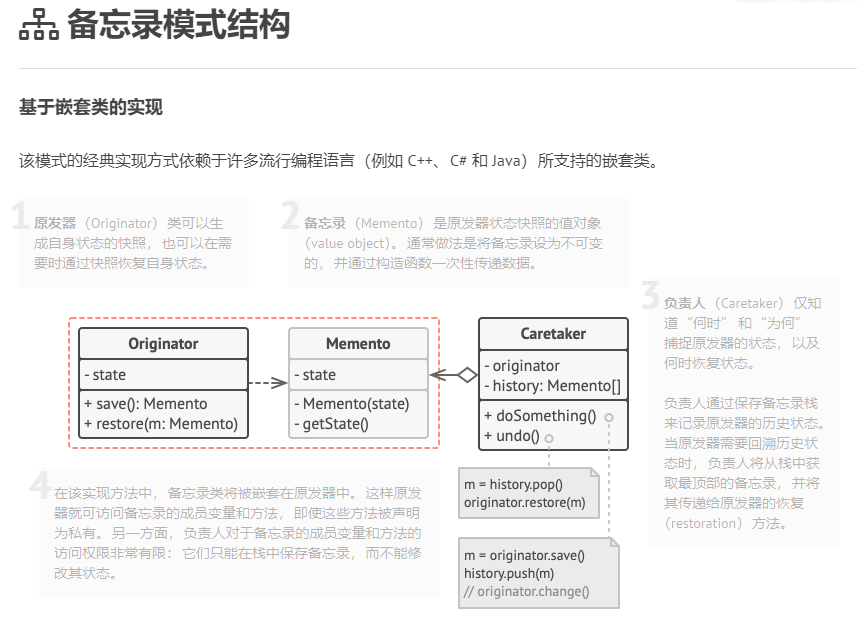 备忘录模式结构
基于嵌套类的实现
该模式的经典实现方式依赖于许多流行编程语言（例如 C++、C# 和 Java）所支持的嵌套类。
1
原发器（Originator）类可以生
成自身状态的快照，也可以在需
要时通过快照恢复自身状态。
2
备忘录（Memento）是原发器状态快照的值对象
（value object）。通常做法是将备忘录设为不可变
的，并通过构造函数一次性传递数据。
3
负责人（Caretaker）仅知
道“何时”和“为何”
捕捉原发器的状态，以及
何时恢复状态。
负责人通过保存备忘录栈
来记录原发器的历史状态。
当原发器需要回溯历史状
态时，负责人将从栈中获
取最顶部的备忘录，并将
其传递给原发器的恢复
（restoration）方法。
Originator
- state
+ save(): Memento
+ restore(m: Memento)
Memento
- state
- Memento(state)
- getState()
Caretaker
- originator
- history: Memento[]
+ doSomething()
+ undo()
m = history.pop()
originator.restore(m)
m = originator.save()
history.push(m)
// originator.change()
4
在该实现方法中，备忘录类将被嵌套在原发器中。这样原发
器就可访问备忘录的成员变量和方法，即使这些方法被声明
为私有。另一方面，负责人对于备忘录的成员变量和方法的
访问权限非常有限：它们只能在栈中保存备忘录，而不能修
改其状态。